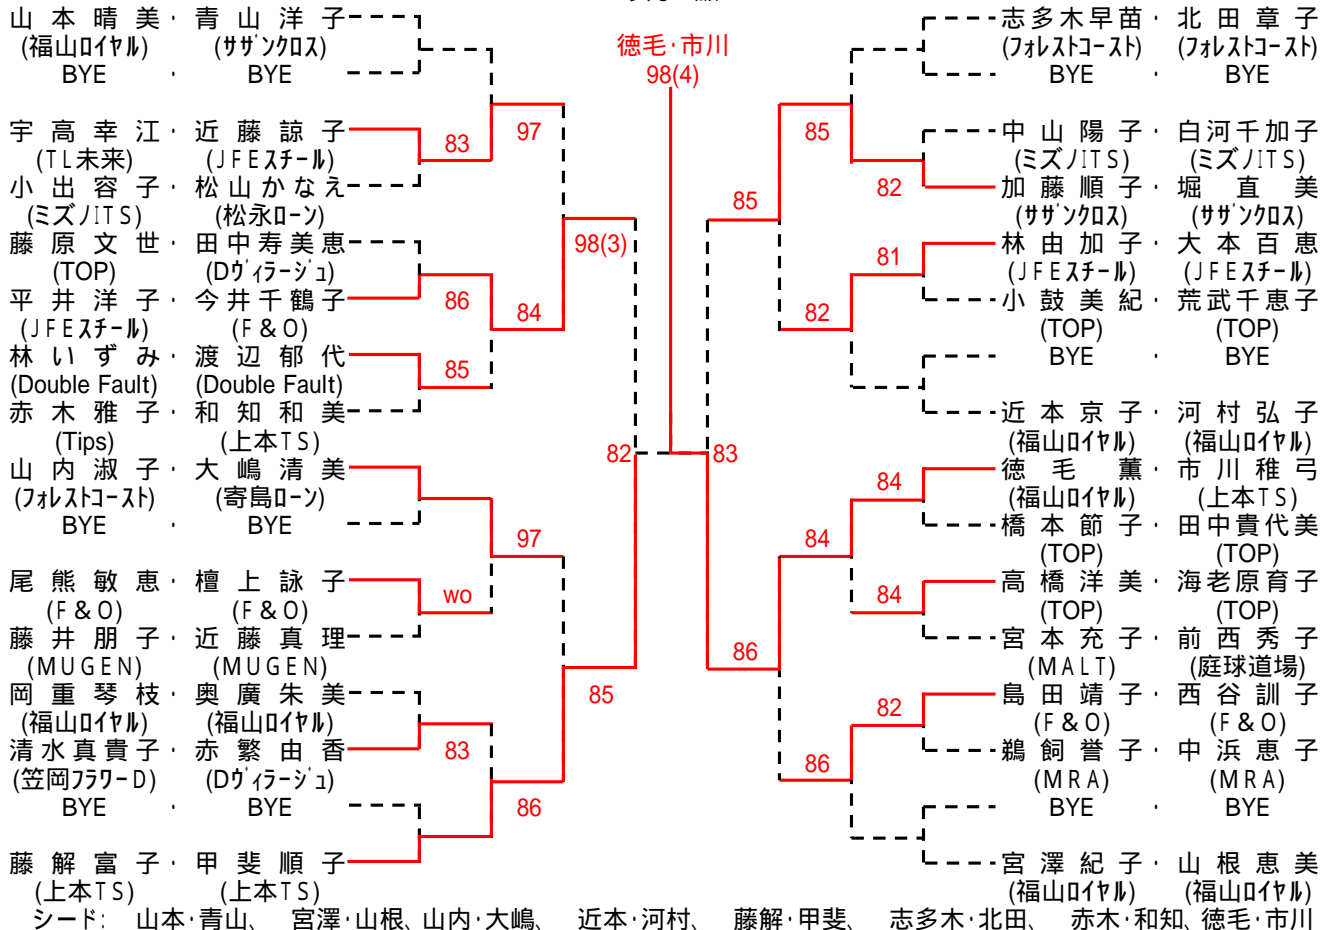 徳毛・市川
98(4)
山本晴美・青山洋子
(福山ロイヤル) (サザンクロス)
BYE ・ BYE
宇高幸江・近藤諒子
(TL未来) (JFEスチール)
小出容子・松山かなえ
(ミズノITS) (松永ローン)
藤原文世・田中寿美恵
(TOP) (Dヴィラージュ)
平井洋子・今井千鶴子
(JFEスチール) (F&O)
林いずみ・渡辺郁代
(Double Fault) (Double Fault)
赤木雅子・和知和美
(Tips) (上本TS)
山内淑子・大嶋清美
(フォレストコースト) (寄島ローン)
BYE ・ BYE
尾熊敏恵・檀上詠子
(F&O) (F&O)
藤井朋子・近藤真理
(MUGEN) (MUGEN)
岡重琴枝・奥廣朱美
(福山ロイヤル) (福山ロイヤル)
清水真貴子・赤繁由香
(笠岡フラワーD) (Dヴィラージュ)
BYE ・ BYE
藤解富子・甲斐順子
(上本TS) (上本TS)
83
86
85
wo
83
97
84
97
86
98(3)
85
82
83
85
86
85
82
84
86
82
81
84
84
82
志多木早苗・北田章子
(フォレストコースト) (フォレストコースト)
BYE ・ BYE
中山陽子・白河千加子
(ミズノITS) (ミズノITS)
加藤順子・堀直美
(サザンクロス) (サザンクロス)
林由加子・大本百恵
(JFEスチール) (JFEスチール)
小鼓美紀・荒武千恵子
(TOP) (TOP)
BYE ・ BYE
近本京子・河村弘子
(福山ロイヤル) (福山ロイヤル)
徳毛薫・市川稚弓
(福山ロイヤル) (上本TS)
橋本節子・田中貴代美
(TOP) (TOP)
高橋洋美・海老原育子
(TOP) (TOP)
宮本充子・前西秀子
(MALT) (庭球道場)
島田靖子・西谷訓子
(F&O) (F&O)
鵜飼誉子・中浜恵子
(MRA) (MRA)
BYE ・ BYE
宮澤紀子・山根恵美
(福山ロイヤル) (福山ロイヤル)
シード: 山本・青山、 宮澤・山根、山内・大嶋、 近本・河村、 藤解・甲斐、 志多木・北田、 赤木・和知、徳毛・市川